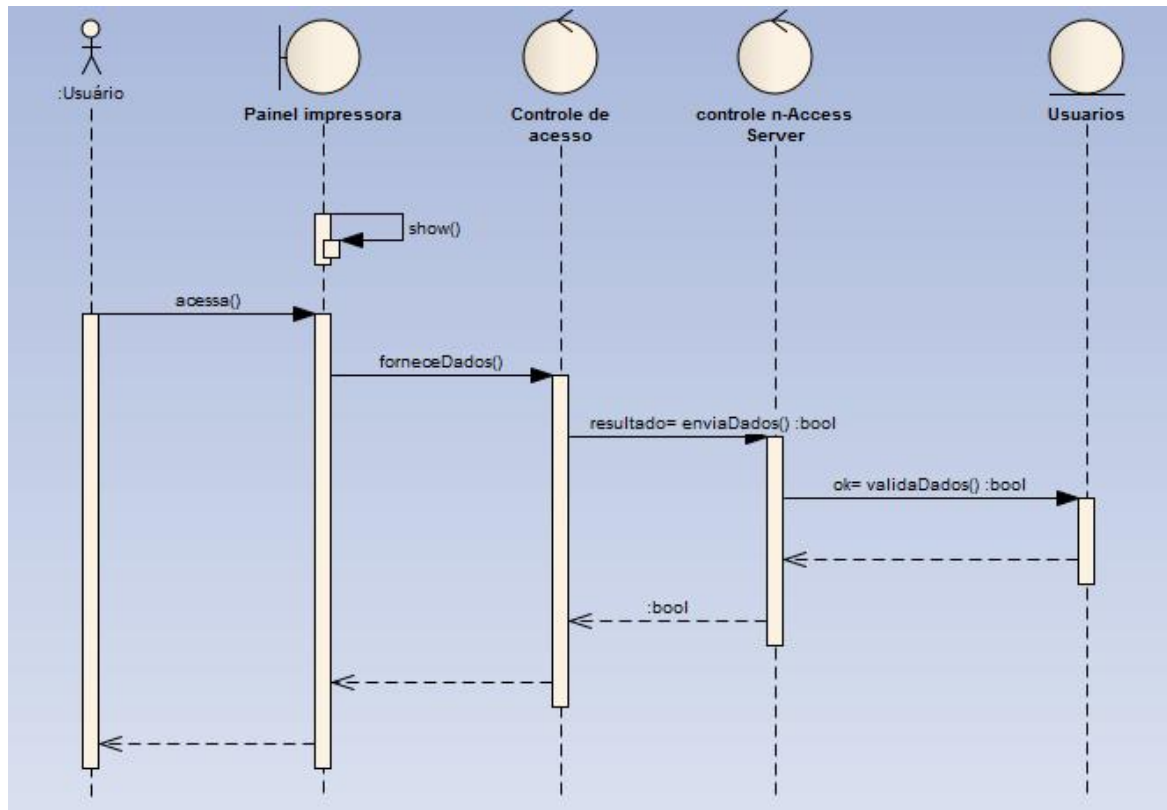 :Usuário
Painel impressora
Controle de
acesso
controle n-Access
Server
Usuarios
show()
acessa()
forneceDados()
resultado= enviaDados() :bool
ok= validaDados() :bool
:bool